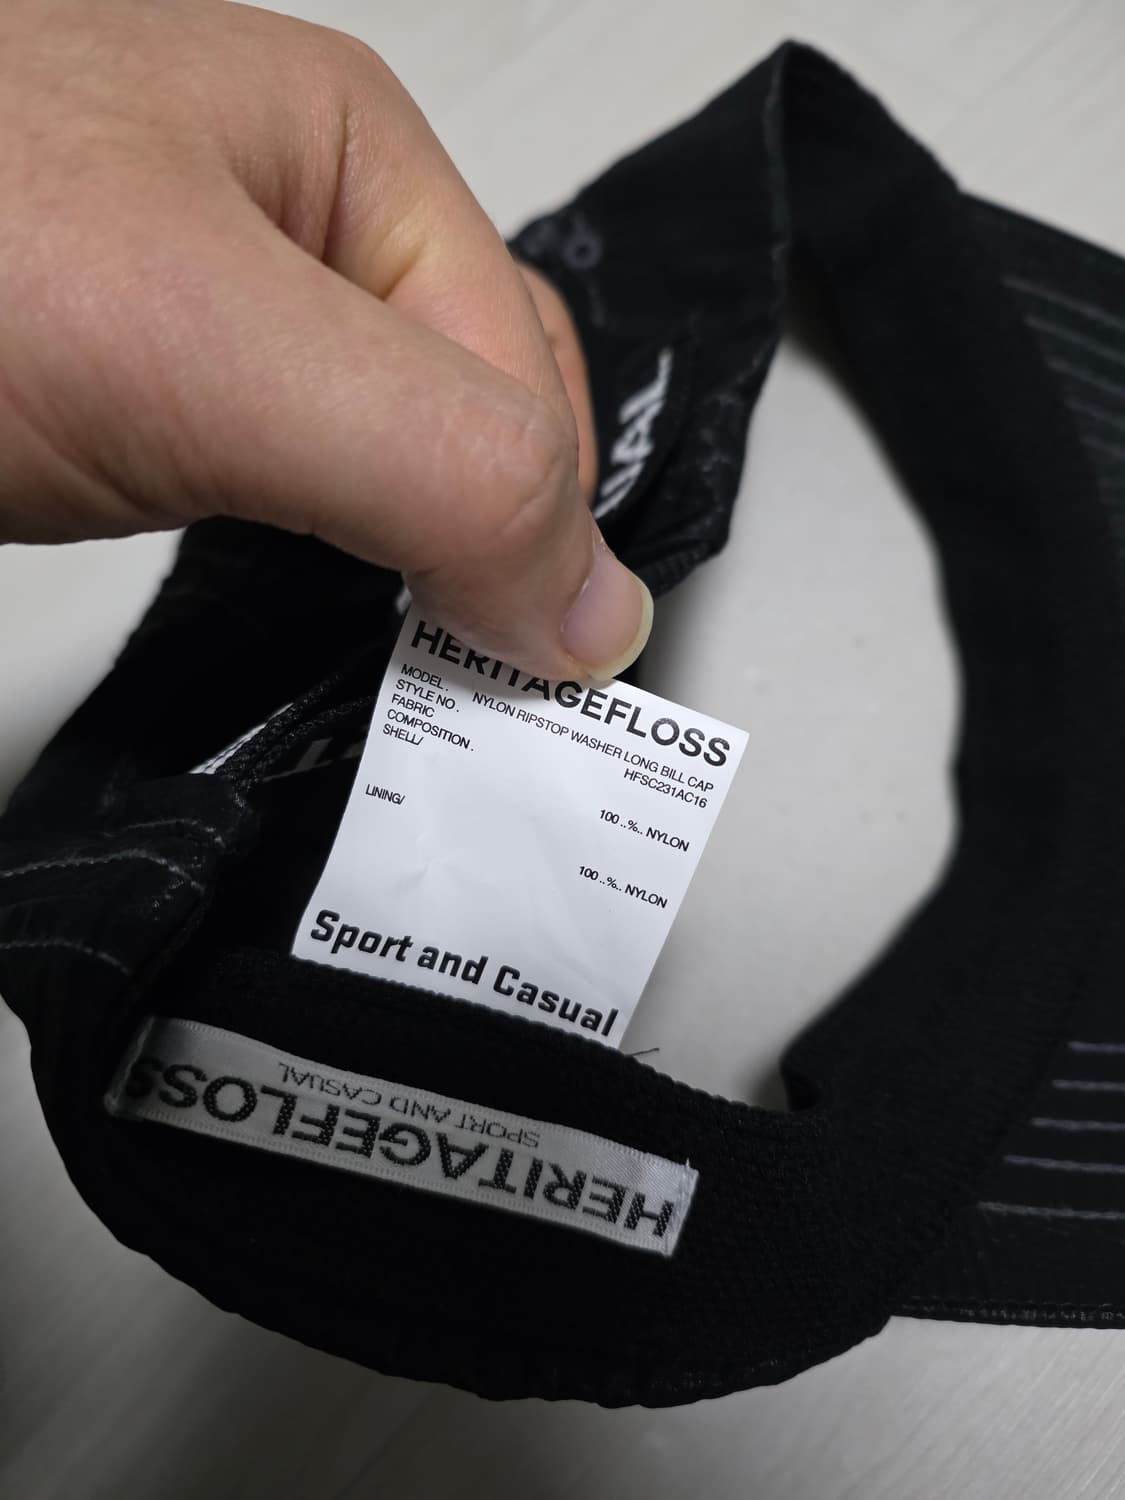 HERITAGEFLOSS
MODEL. NYLON RIPSTOP WASHER LONG BILL CAP
STYLE NO. HFSC231AC16
FABRIC
COMPOSITION.
SHELL/ 100..%.. NYLON
LINING/ 100..%.. NYLON
Sport and Casual
HERITAGEFLOSS
SPORT AND CASUAL